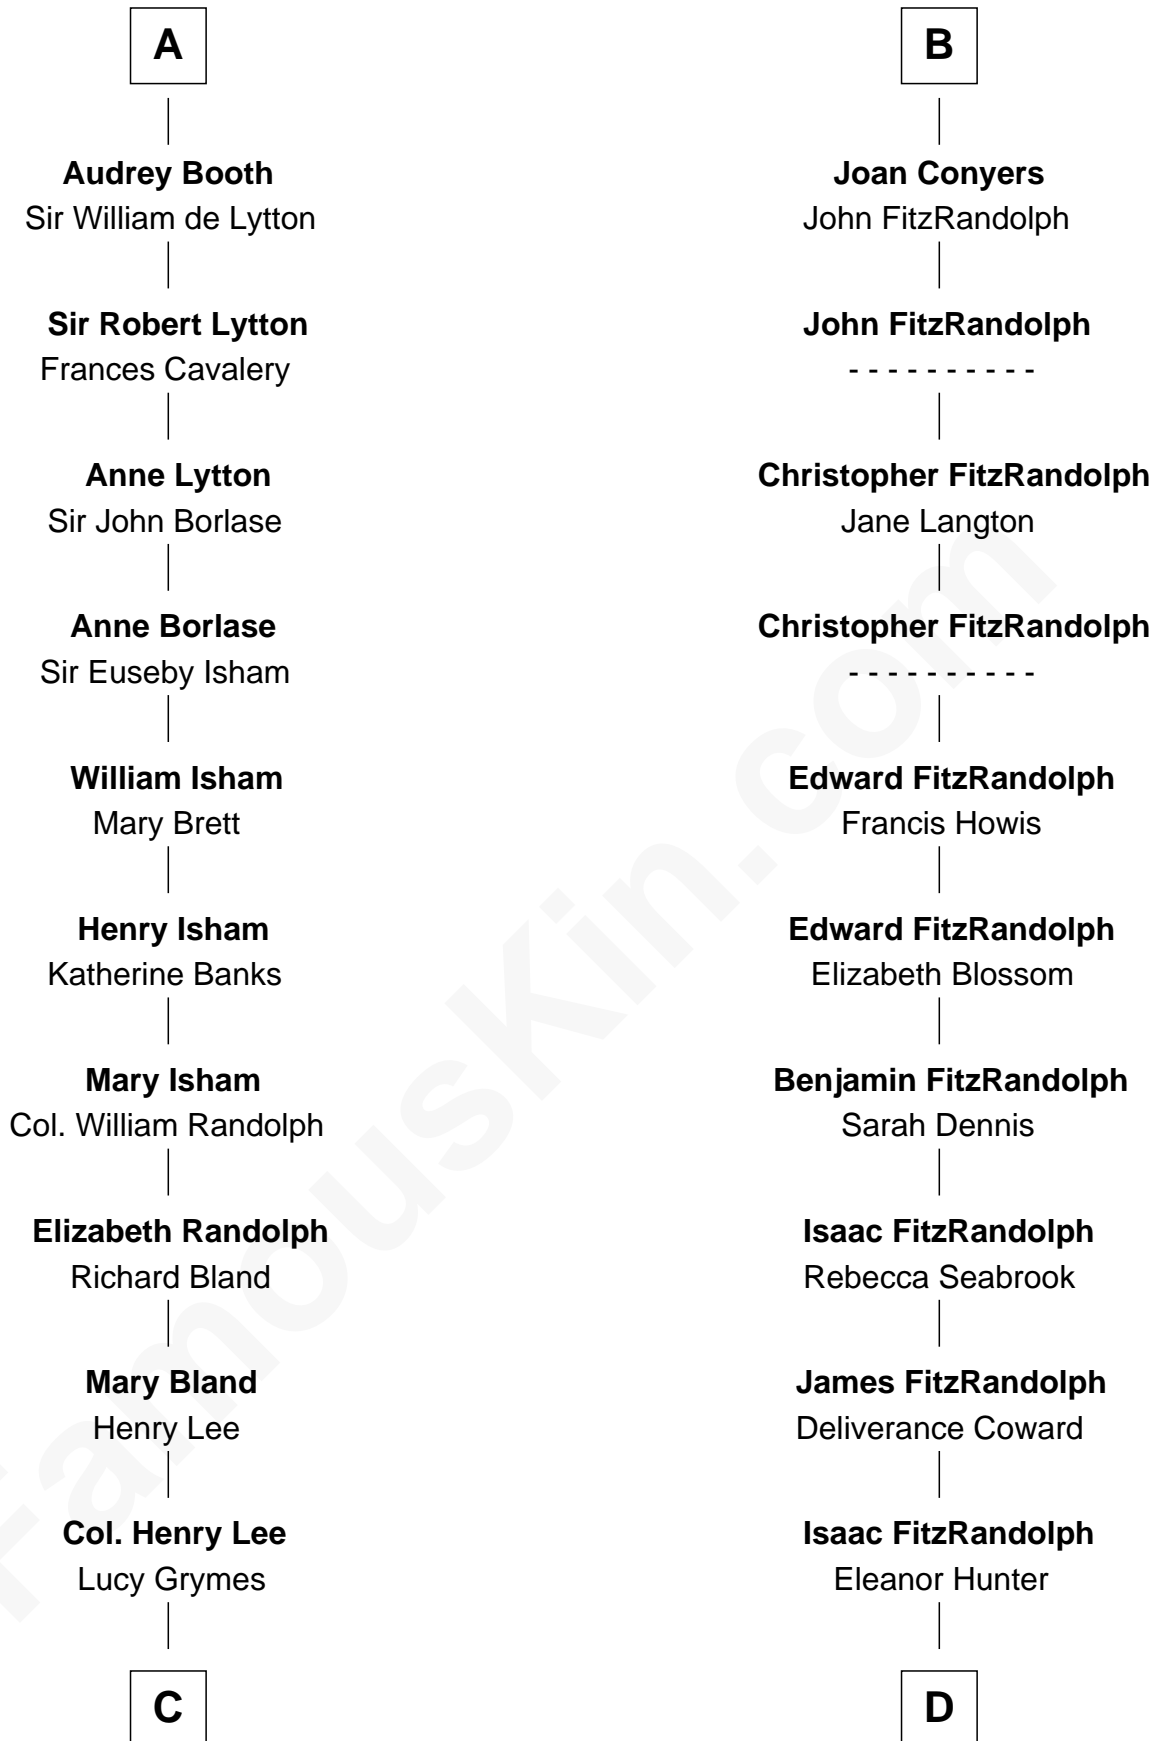 A
Audrey Booth
Sir William de Lytton
Sir Robert Lytton
Frances Cavalery
Anne Lytton
Sir John Borlase
Anne Borlase
Sir Euseby Isham
William Isham
Mary Brett
Henry Isham
Katherine Banks
Mary Isham
Col. William Randolph
Elizabeth Randolph
Richard Bland
Mary Bland
Henry Lee
Col. Henry Lee
Lucy Grymes
C
B
Joan Conyers
John FitzRandolph
John FitzRandolph
- - - - - - - - - -
Christopher FitzRandolph
Jane Langton
Christopher FitzRandolph
- - - - - - - - - -
Edward FitzRandolph
Francis Howis
Edward FitzRandolph
Elizabeth Blossom
Benjamin FitzRandolph
Sarah Dennis
Isaac FitzRandolph
Rebecca Seabrook
James FitzRandolph
Deliverance Coward
Isaac FitzRandolph
Eleanor Hunter
D
FamousKin.com